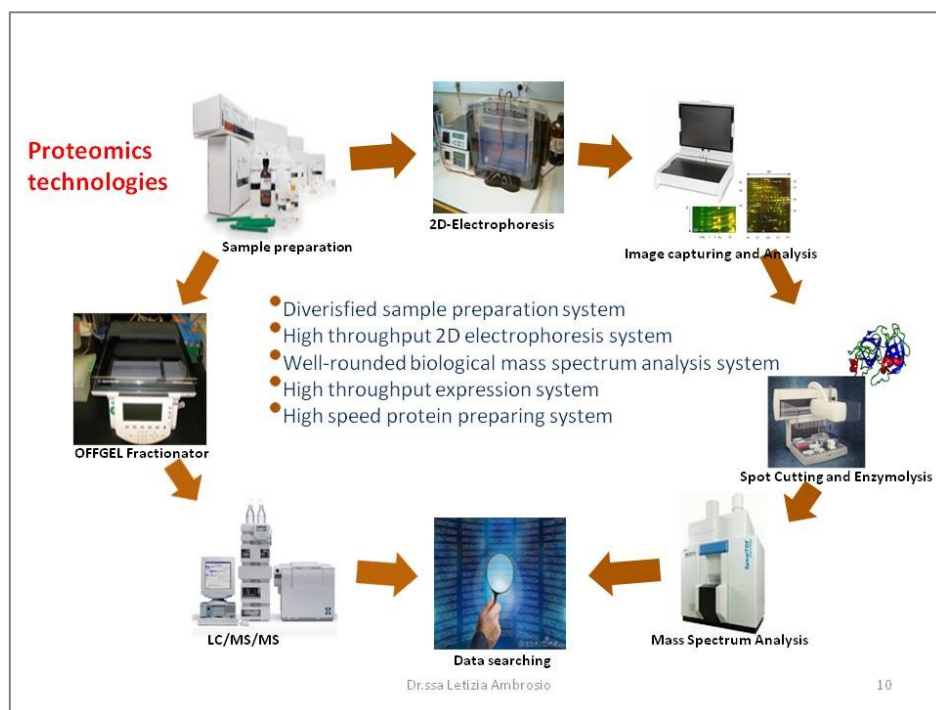 Proteomics
technologies
Sample preparation
2D-Electrophoresis
Image capturing and Analysis
•Diverisfied sample preparation system
•High throughput 2D electrophoresis system
•Well-rounded biological mass spectrum analysis system
•High throughput expression system
•High speed protein preparing system
OFFGEL Fractionator
Spot Cutting and Enzymolysis
LC/MS/MS
Data searching
Mass Spectrum Analysis
Dr.ssa Letizia Ambrosio
10